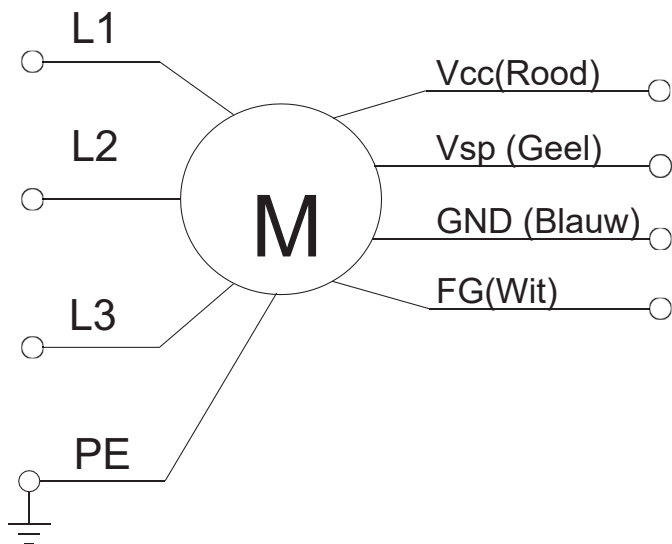 L1
L2
L3
PE
M
Vcc(Rood)
Vsp (Geel)
GND (Blauw)
FG(Wit)